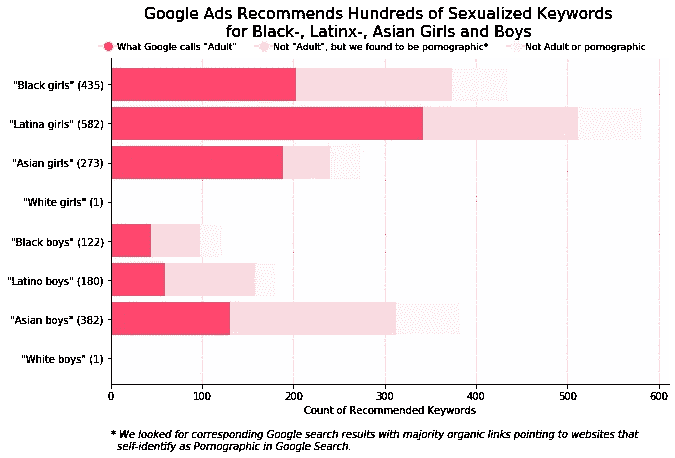 Google Ads Recommends Hundreds of Sexualized Keywords
for Black-, Latinx-, Asian Girls and Boys
What Google calls "Adult" Not "Adult", but we found to be pornographic* Not Adult or pornographic
"Black girls" (435)
"Latina girls" (582)
"Asian girls" (273)
"White girls" (1)
"Black boys" (122)
"Latino boys" (180)
"Asian boys" (382)
"White boys" (1)
0 100 200 300 400 500 600
Count of Recommended Keywords
* We looked for corresponding Google search results with majority organic links pointing to websites that
self-identify as Pornographic in Google Search.